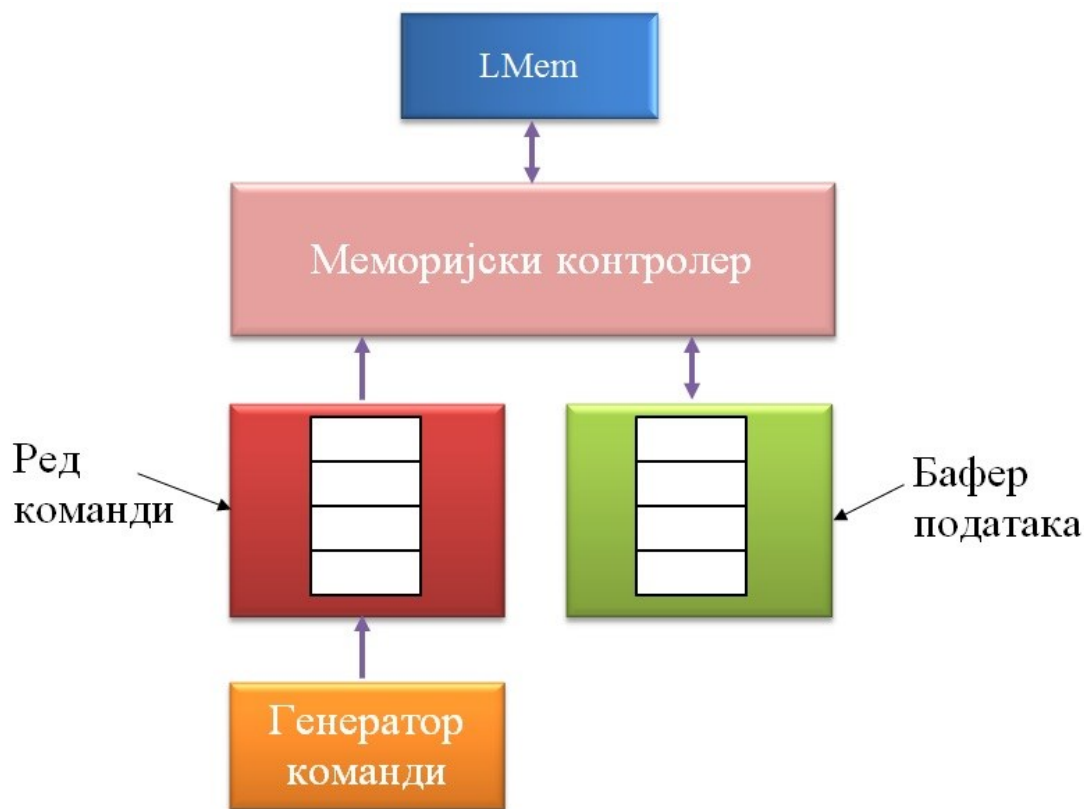 LMem
Меморијски контролер
Ред
команди
Бафер
података
Генератор
команди